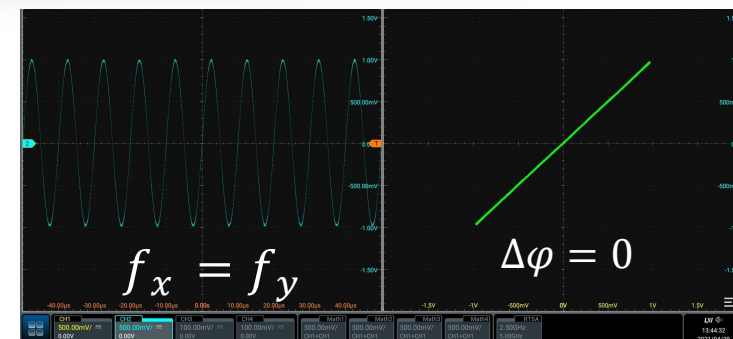 1.50V
1.00V
500.00mV
2
T
-500.00mV
-1.00V
-1.50V
f_x = f_y
Δφ = 0
-40.00μs -30.00μs -20.00μs -10.00μs 0.00s 10.00μs 20.00μs 30.00μs 40.00μs
-1.5V -1V -500mV 0V 500mV 1V 1.5V
CH1 CH2 CH3 CH4 Math1 Math2 Math3 Math4 RTSA
500.00mV/ 500.00mV/ 100.00mV/ 100.00mV/ 500.00mV/ 500.00mV/ 500.00mV/ 500.00mV/ 2.50GHz
0.00V 0.00V 0.00V 0.00V CH1+CH1 CH1+CH1 CH1+CH1 CH1+CH1 5.00GHz
LXI
13:44:32